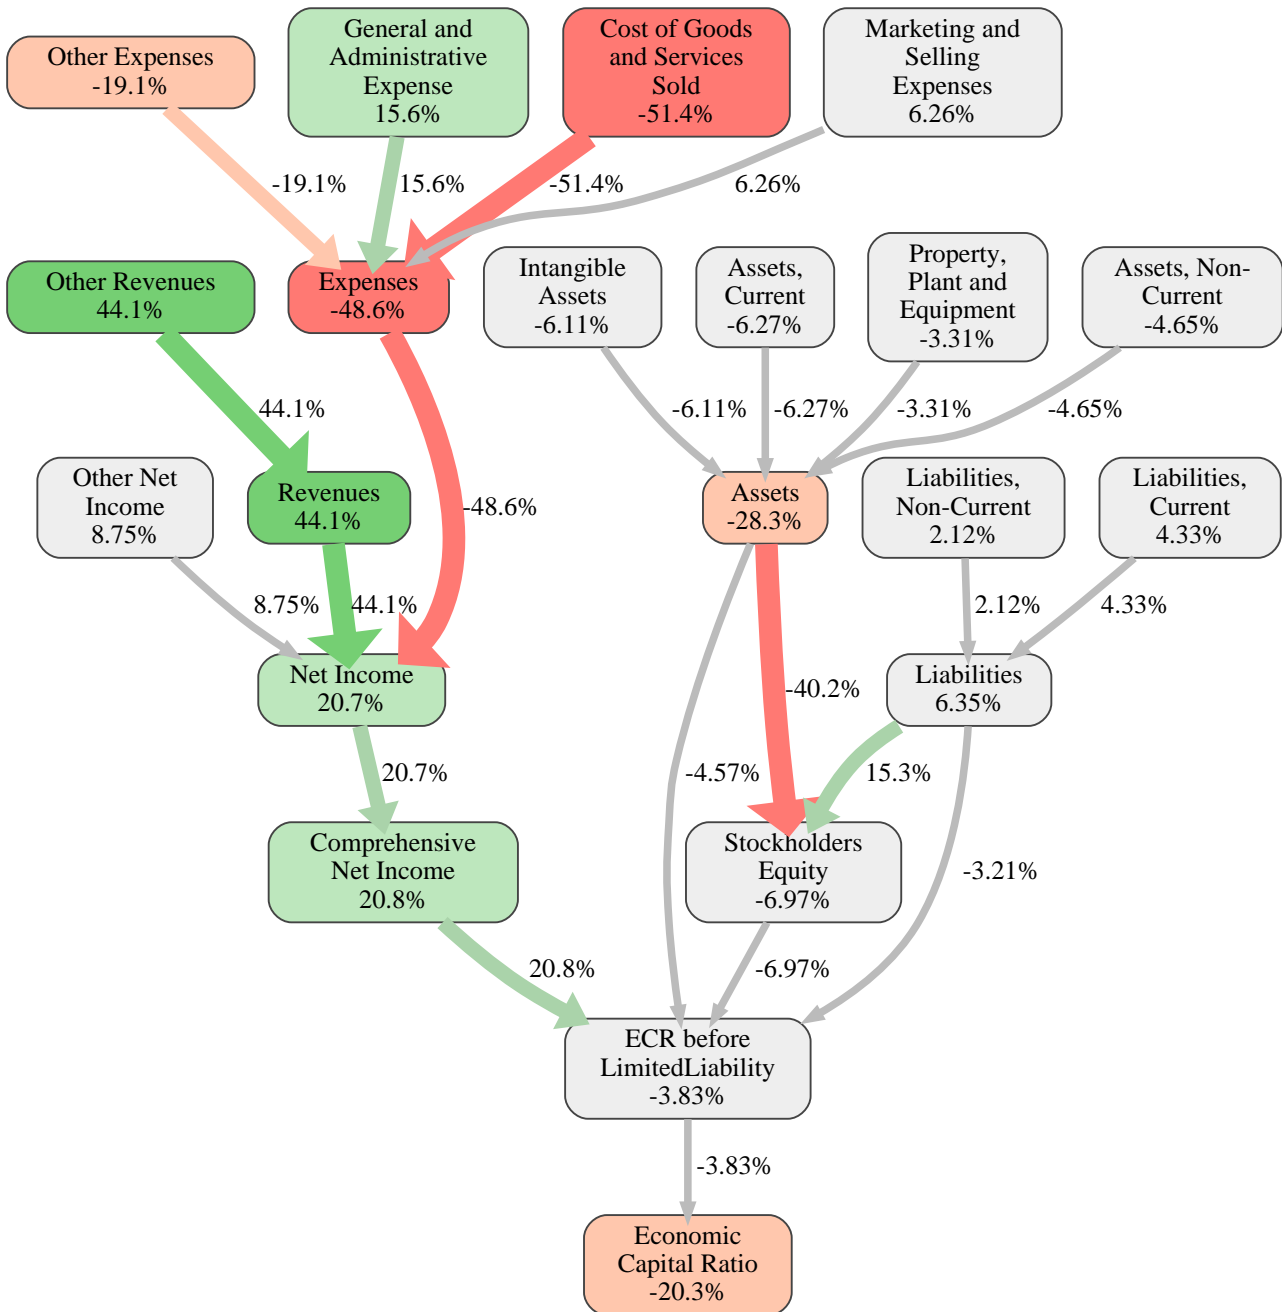 Other Expenses
-19.1%
General and
Administrative
Expense
15.6%
Cost of Goods
and Services
Sold
-51.4%
Marketing and
Selling
Expenses
6.26%
-19.1%
15.6%
-51.4%
6.26%
Other Revenues
44.1%
Expenses
-48.6%
Intangible
Assets
-6.11%
Assets,
Current
-6.27%
Property,
Plant and
Equipment
-3.31%
Assets, Non-
Current
-4.65%
44.1%
-48.6%
-6.11%
-6.27%
-3.31%
-4.65%
Other Net
Income
8.75%
Revenues
44.1%
Assets
-28.3%
Liabilities,
Non-Current
2.12%
Liabilities,
Current
4.33%
8.75%
44.1%
2.12%
4.33%
Net Income
20.7%
-40.2%
Liabilities
6.35%
20.7%
-4.57%
15.3%
-3.21%
Comprehensive
Net Income
20.8%
Stockholders
Equity
-6.97%
20.8%
-6.97%
ECR before
LimitedLiability
-3.83%
-3.83%
Economic
Capital Ratio
-20.3%